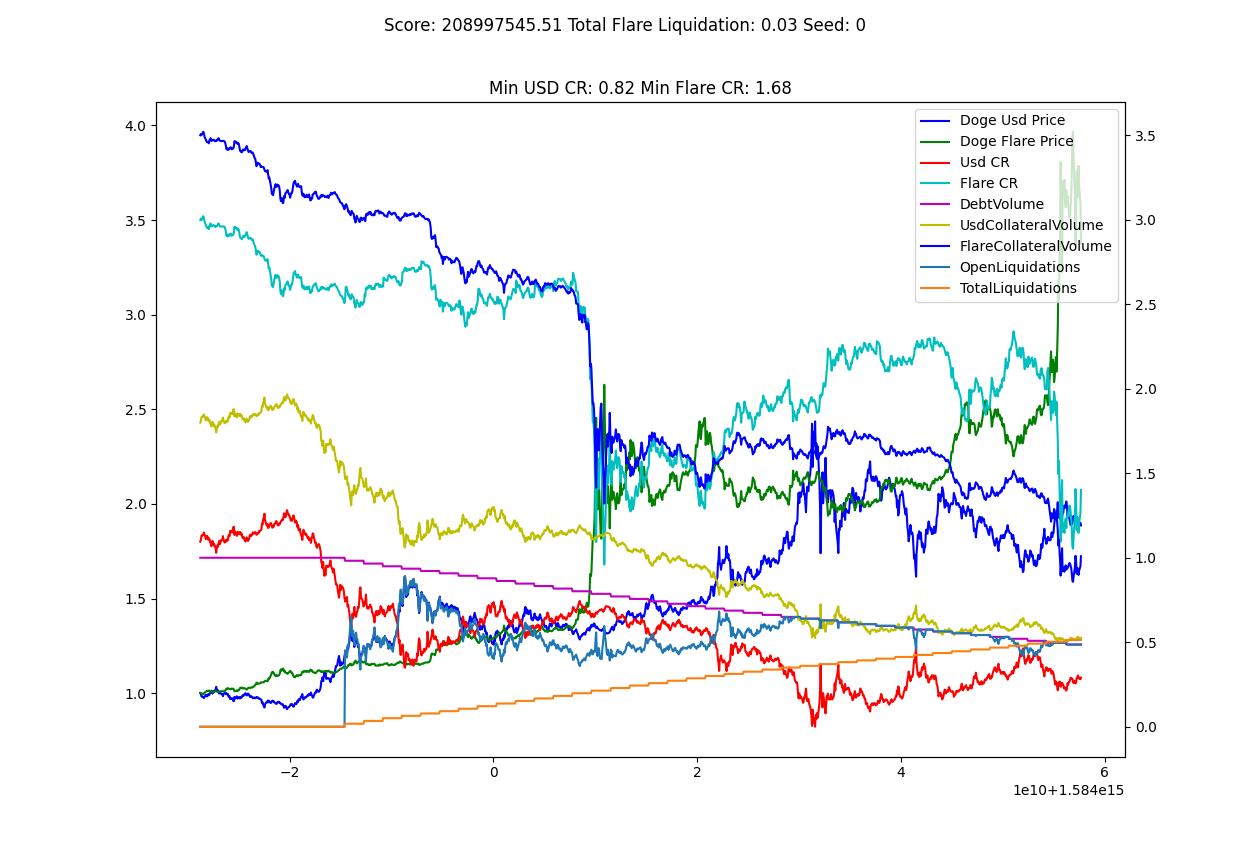 Score: 208997545.51 Total Flare Liquidation: 0.03 Seed: 0
Min USD CR: 0.82 Min Flare CR: 1.68
Doge Usd Price
Doge Flare Price
Usd CR
Flare CR
DebtVolume
UsdCollateralVolume
FlareCollateralVolume
OpenLiquidations
TotalLiquidations
4.0
3.5
3.0
2.5
2.0
1.5
1.0
3.5
3.0
2.5
2.0
1.5
1.0
0.5
0.0
−2
0
2
4
6
1e10+1.584e15